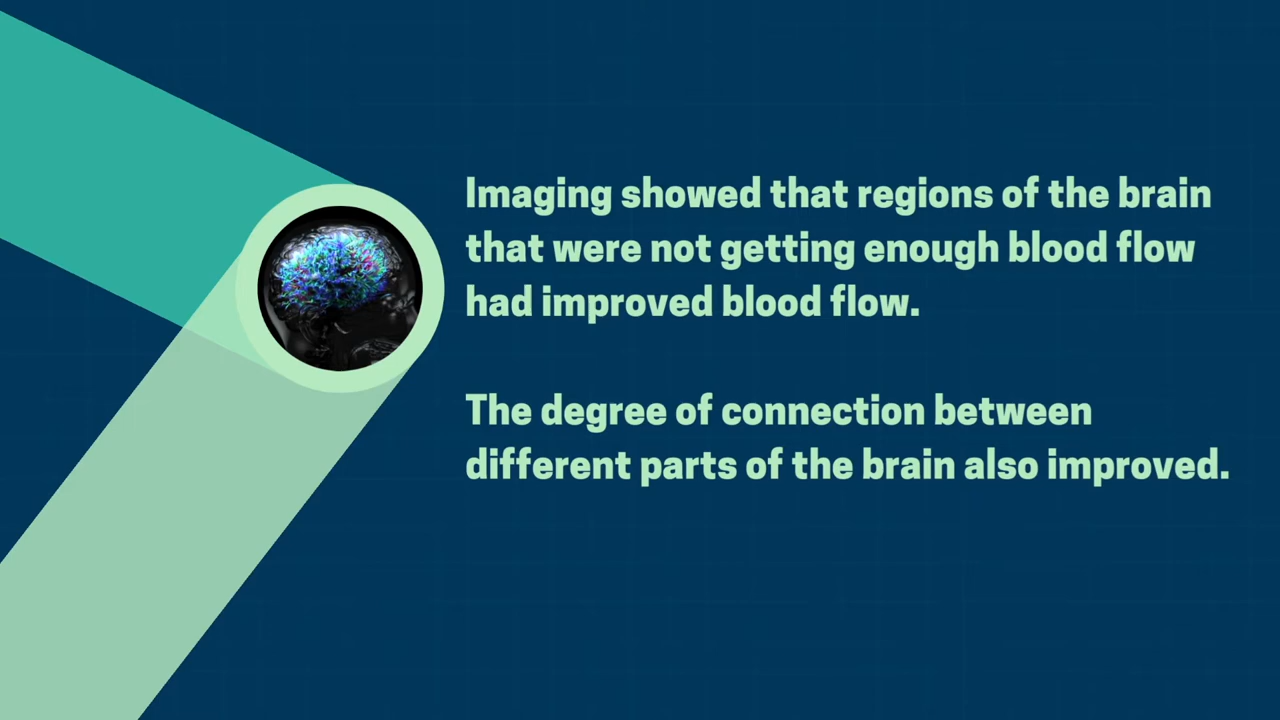 Imaging showed that regions of the brain
that were not getting enough blood flow
had improved blood flow.
The degree of connection between
different parts of the brain also improved.